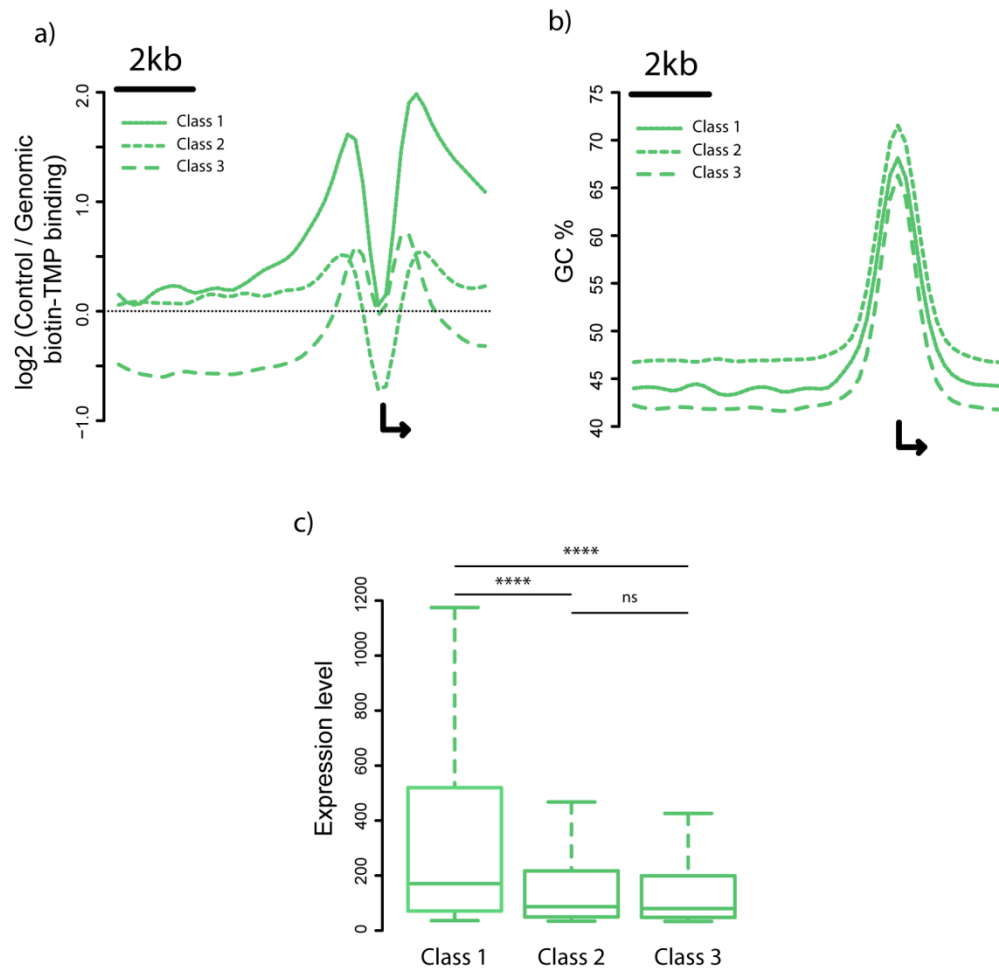 a)
2kb
log2 (Control / Genomic
biotin-TMP binding)
2.0
1.0
0.0
−1.0
Class 1
Class 2
Class 3
b)
2kb
GC %
75
70
65
60
55
50
45
40
Class 1
Class 2
Class 3
c)
Expression level
1200
1000
800
600
400
200
0
****
****
ns
Class 1
Class 2
Class 3